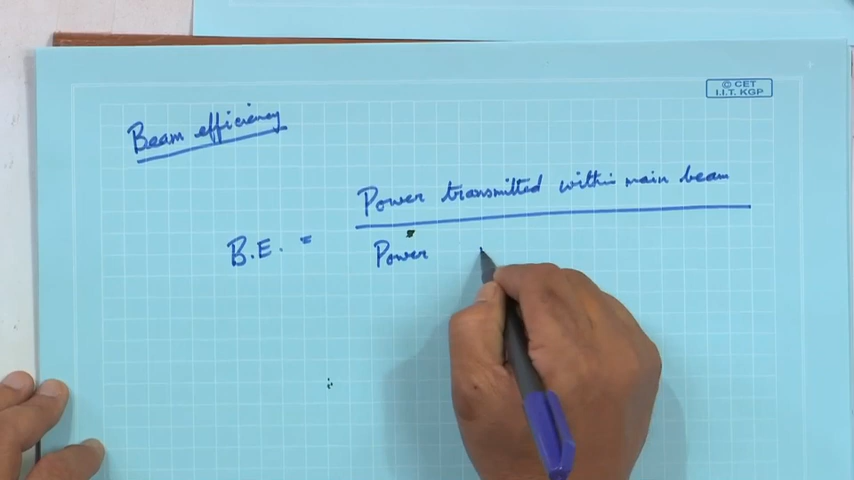 © CET
I.I.T. KGP
Beam efficiency
Power transmitted within main beam
B.E. =
Power